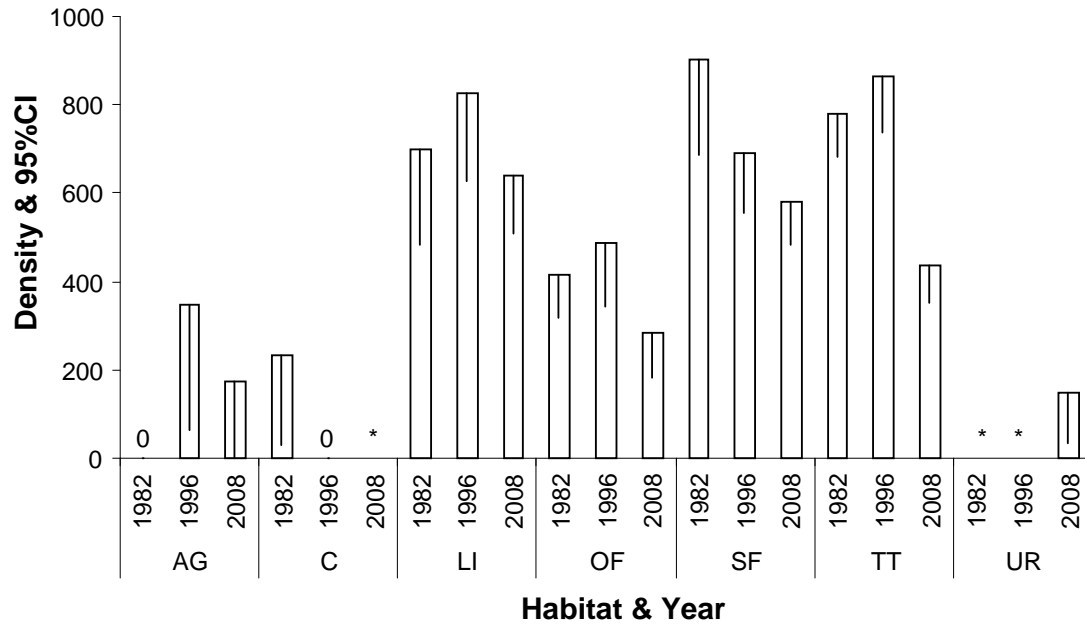 1000
800
600
400
200
0
Density & 95%CI
0 0 * * *
1982 1996 2008 1982 1996 2008 1982 1996 2008 1982 1996 2008 1982 1996 2008 1982 1996 2008 1982 1996 2008
AG C LI OF SF TT UR
Habitat & Year